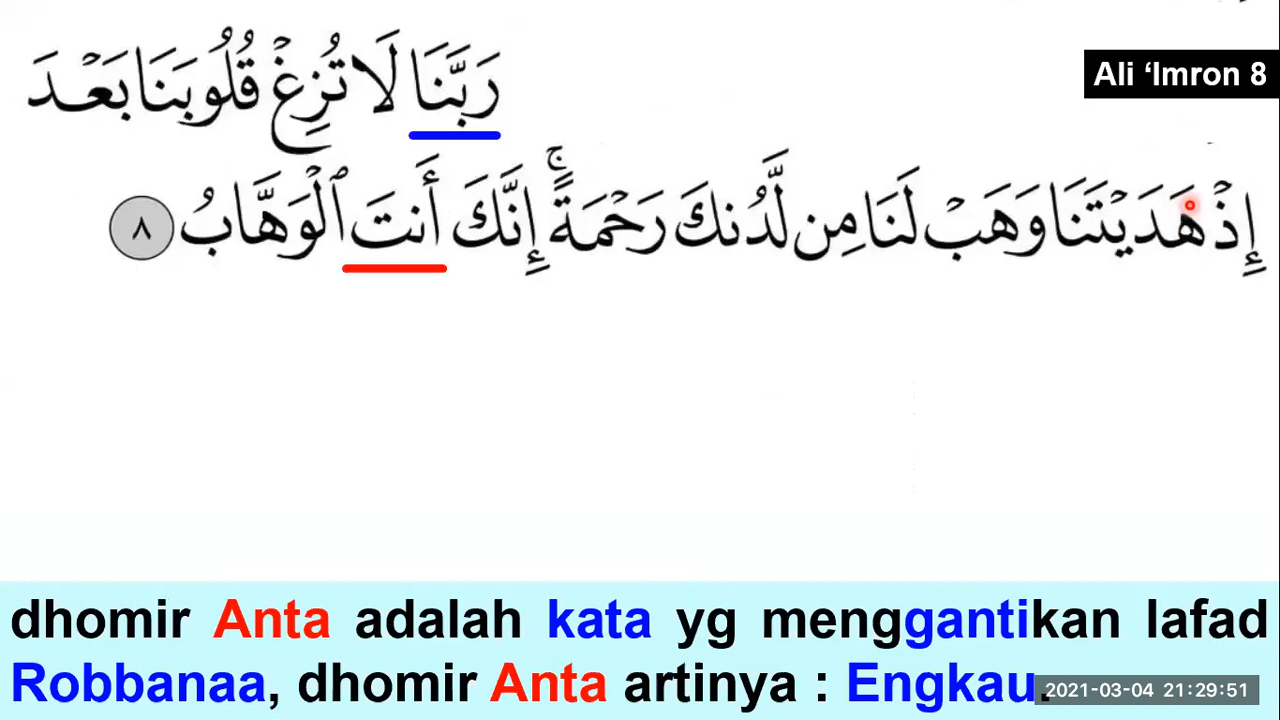 Ali ‘Imron 8
رَبَّنَا لَا تُزِغْ قُلُوبَنَا بَعْدَ
إِذْ هَدَيْتَنَا وَهَبْ لَنَا مِن لَّدُنكَ رَحْمَةً ۚ إِنَّكَ أَنتَ ٱلْوَهَّابُ ٨
dhomir Anta adalah kata yg menggantikan lafad
Robbanaa, dhomir Anta artinya : Engkau.
2021-03-04 21:29:51